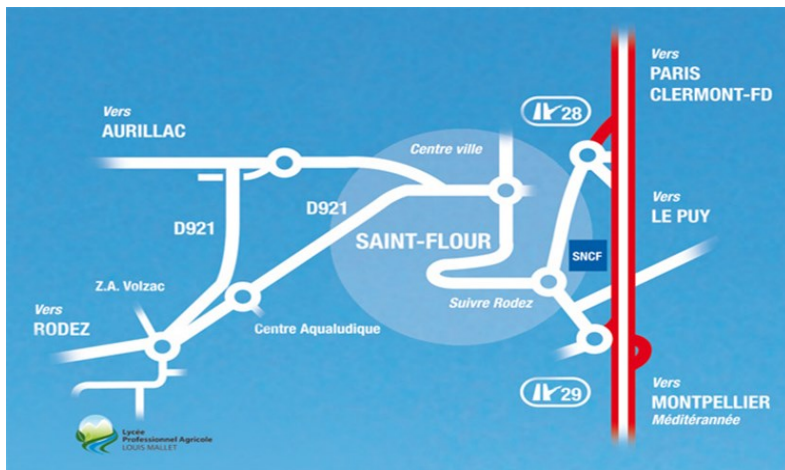 Vers
PARIS
CLERMONT-FD
28
Vers
AURILLAC
Centre ville
Vers
LE PUY
D921
D921
SAINT-FLOUR
SNCF
Z.A. Volzac
Suivre Rodez
Vers
RODEZ
Centre Aqualudique
29
Vers
MONTPELLIER
Méditérannée
Lycée
Professionnel Agricole
LOUIS MALLET